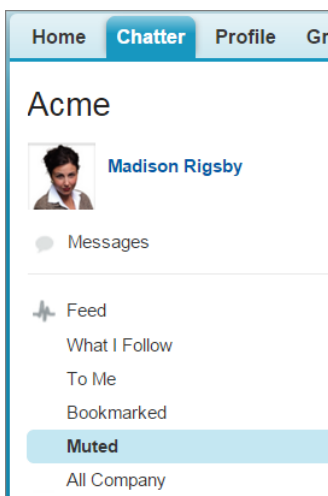 Home Chatter Profile Gr
Acme
Madison Rigsby
Messages
Feed
What I Follow
To Me
Bookmarked
Muted
All Company